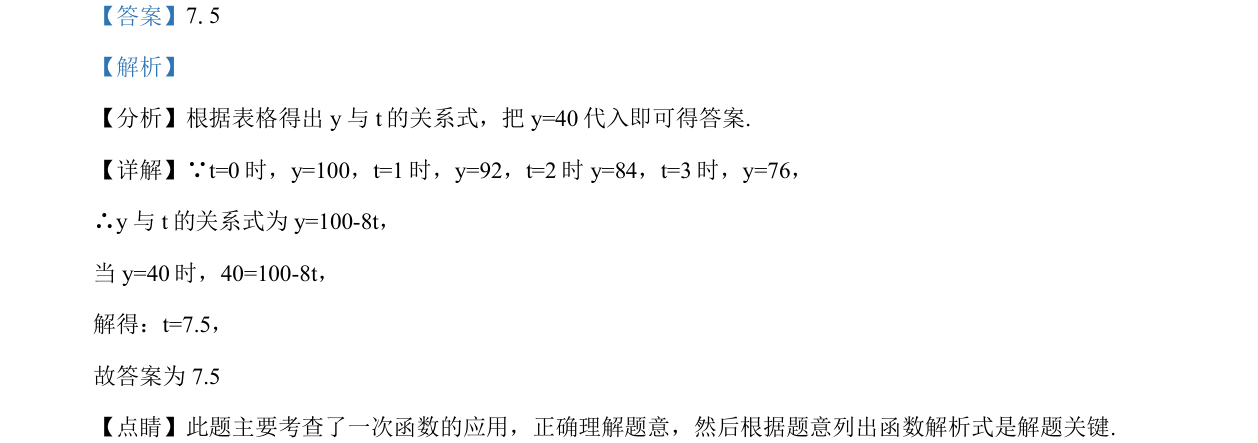 【答案】7. 5
【解析】
【分析】根据表格得出 y 与 t 的关系式，把 y=40 代入即可得答案.
【详解】∵t=0 时，y=100，t=1 时，y=92，t=2 时 y=84，t=3 时，y=76，
∴y 与 t 的关系式为 y=100-8t，
当 y=40 时，40=100-8t，
解得：t=7.5，
故答案为 7.5
【点睛】此题主要考查了一次函数的应用，正确理解题意，然后根据题意列出函数解析式是解题关键.